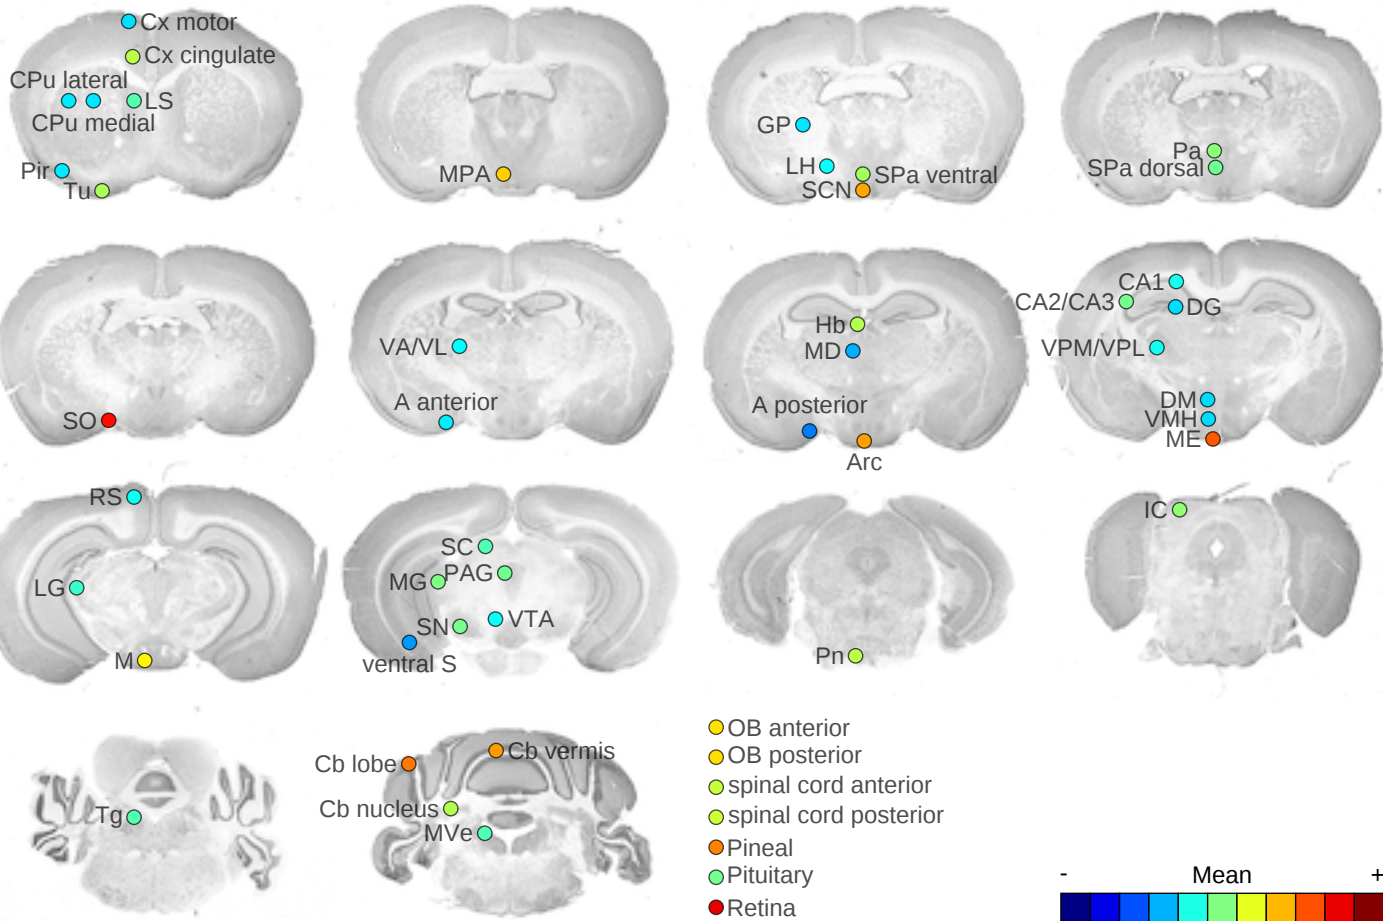 Cx motor
Cx cingulate
CPu lateral
LS
CPu medial
Pir
Tu
MPA
GP
LH
SPa ventral
SCN
Pa
SPa dorsal
SO
VA/VL
A anterior
Hb
MD
A posterior
Arc
CA1
CA2/CA3
DG
VPM/VPL
DM
VMH
ME
RS
LG
M
SC
MG
PAG
SN
VTA
ventral S
Pn
IC
Tg
Cb lobe
Cb vermis
Cb nucleus
MVe
OB anterior
OB posterior
spinal cord anterior
spinal cord posterior
Pineal
Pituitary
Retina
- Mean +